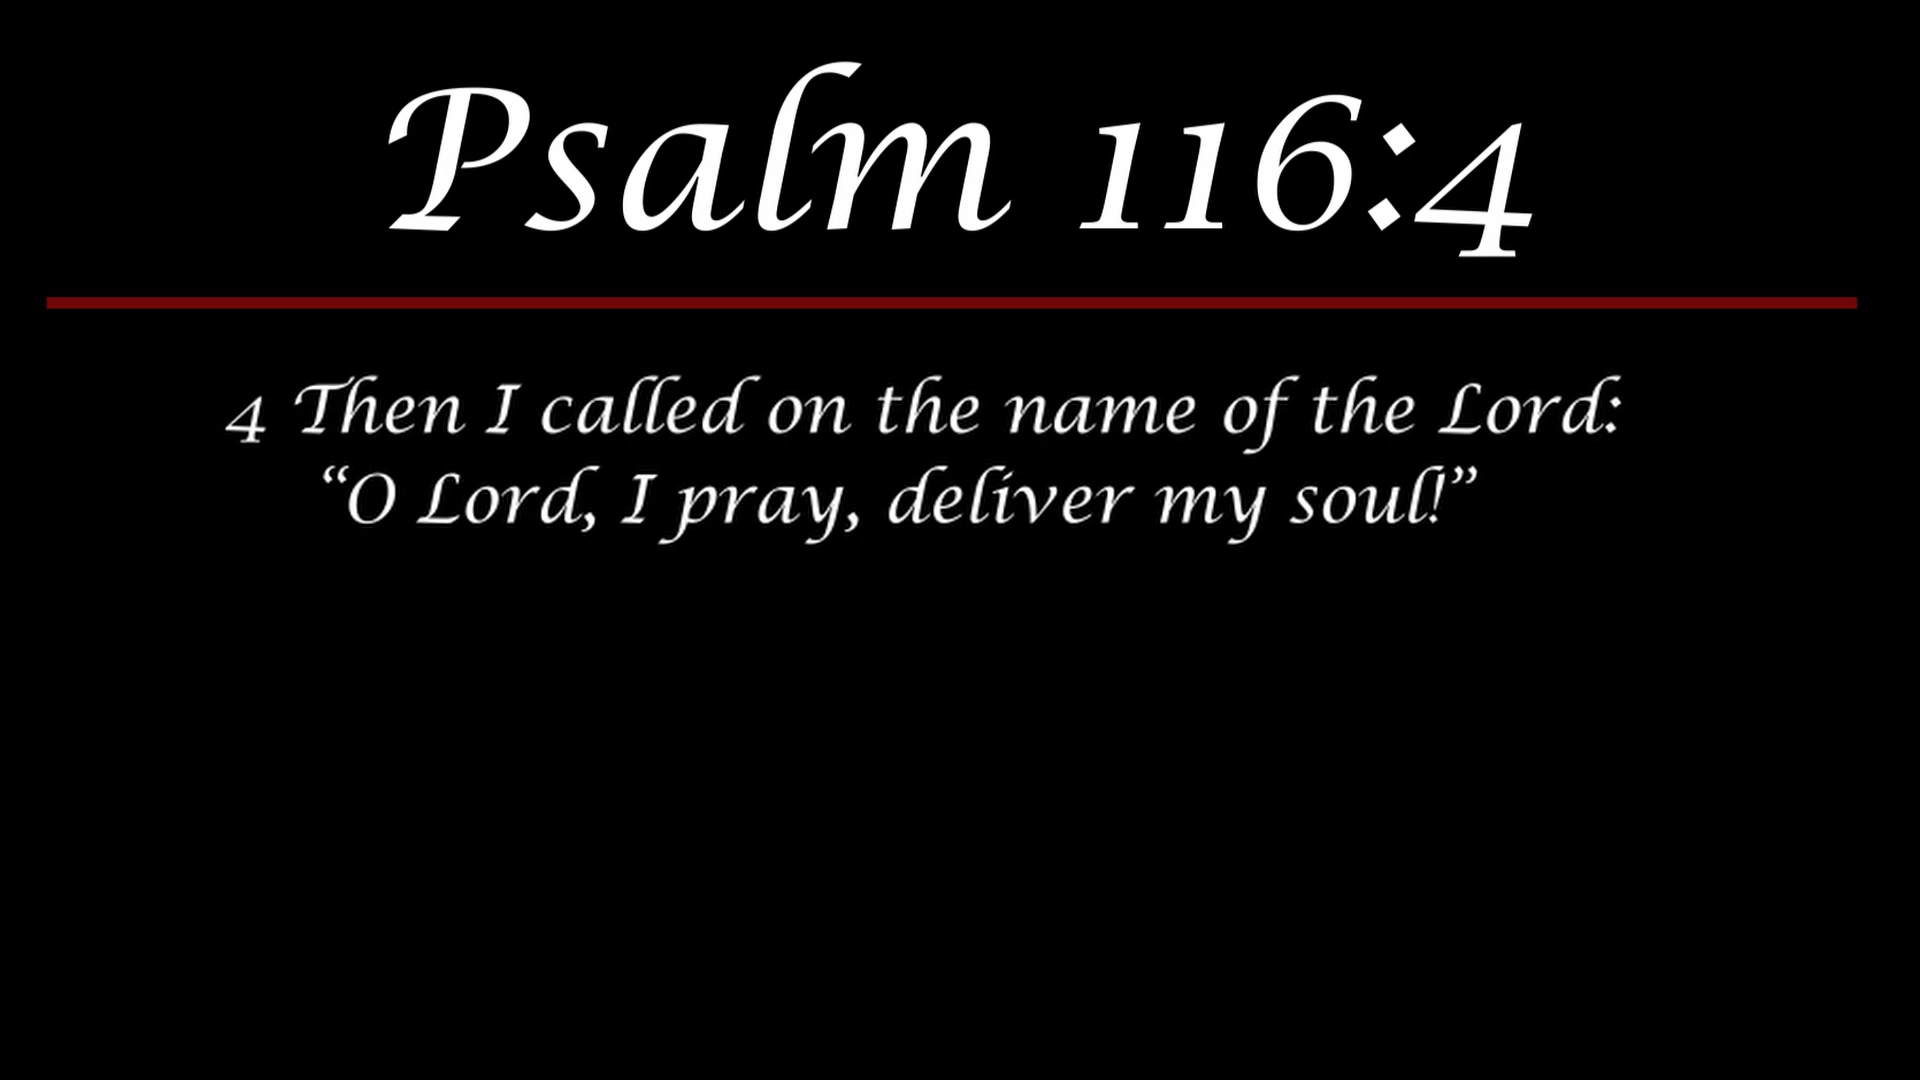 Psalm 116:4
4 Then I called on the name of the Lord:
“O Lord, I pray, deliver my soul!”